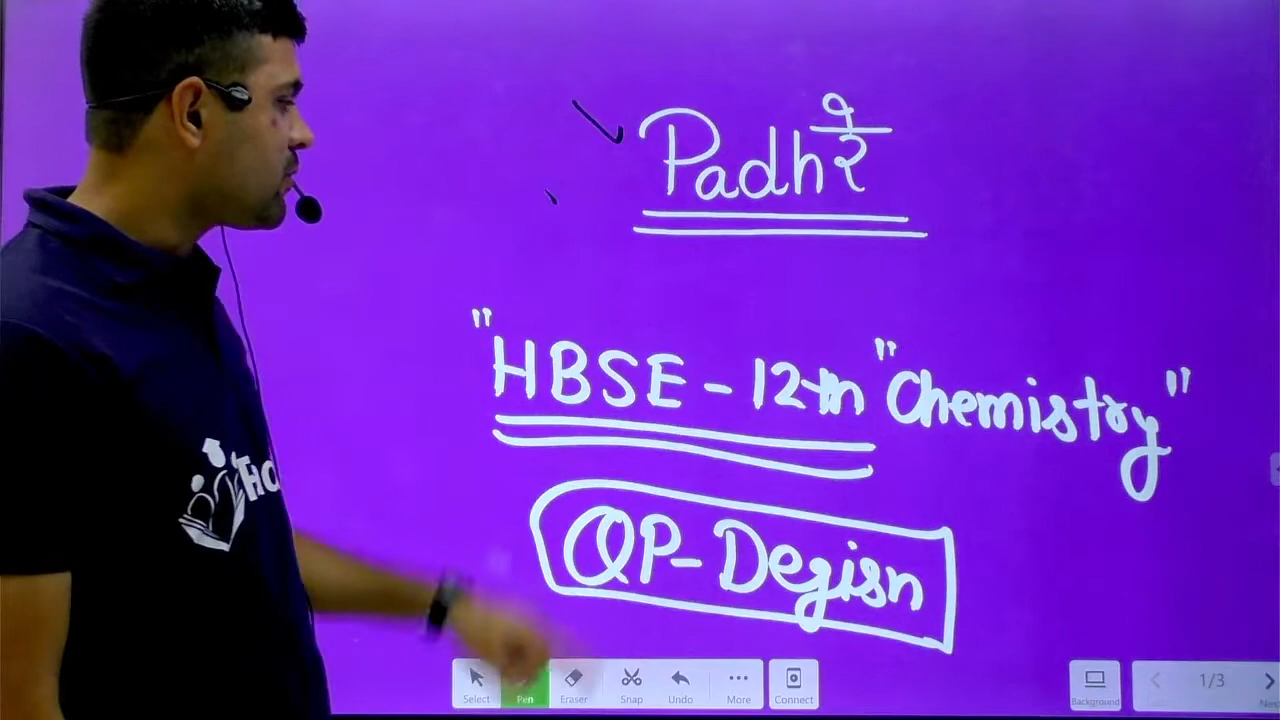 Padhरे
"HBSE - 12th "Chemistry"
QP-Degisn
Select Pen Eraser Snap Undo More Connect Background 1/3